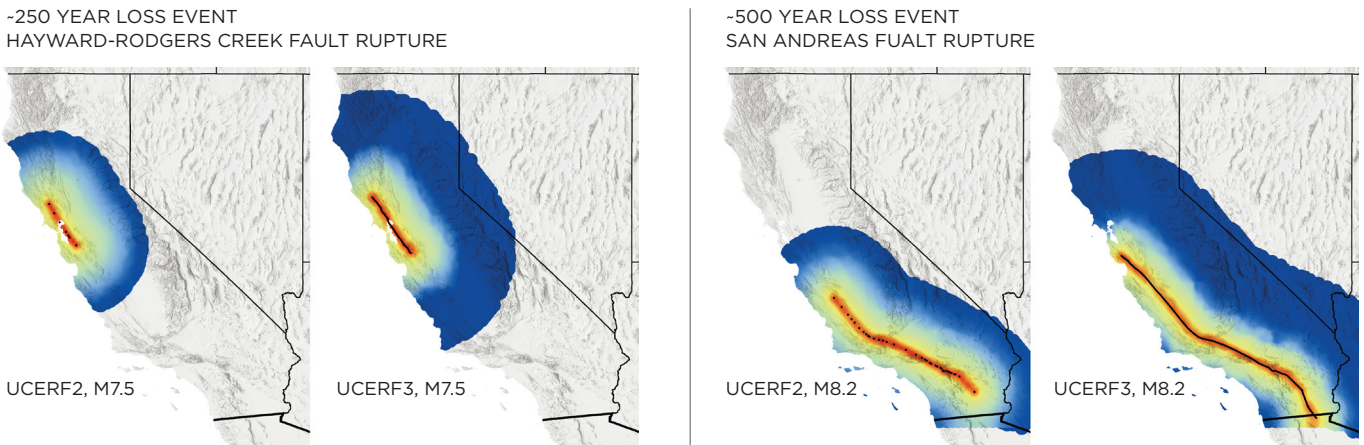 ~250 YEAR LOSS EVENT
HAYWARD-RODGERS CREEK FAULT RUPTURE
UCERF2, M7.5
UCERF3, M7.5
~500 YEAR LOSS EVENT
SAN ANDREAS FUALT RUPTURE
UCERF2, M8.2
UCERF3, M8.2